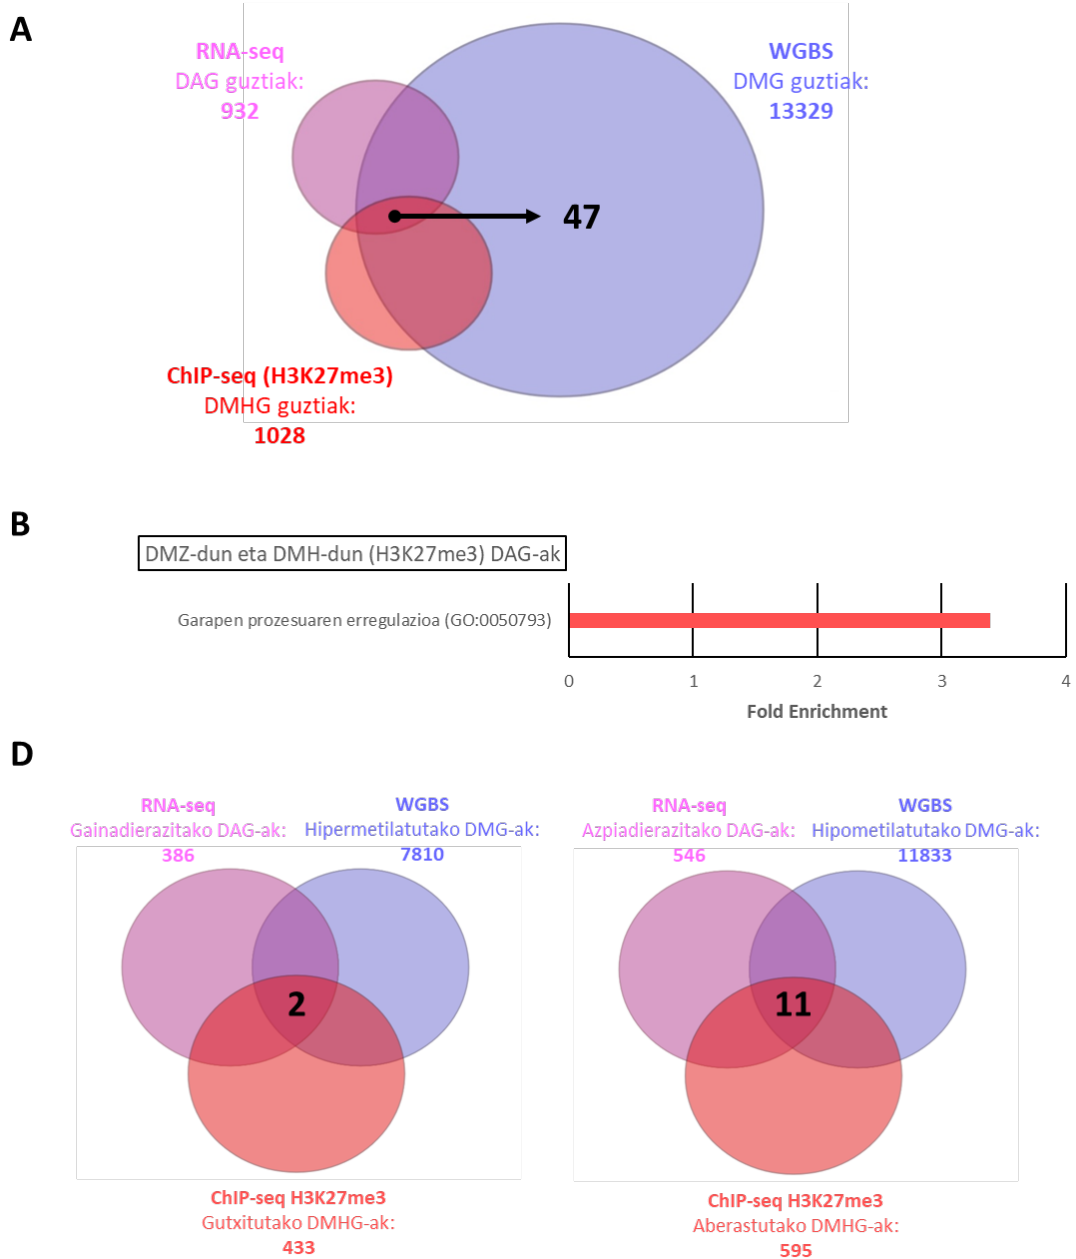 A
RNA-seq
DAG guztiak:
932
WGBS
DMG guztiak:
13329
47
ChIP-seq (H3K27me3)
DMHG guztiak:
1028
B
DMZ-dun eta DMH-dun (H3K27me3) DAG-ak
Garapen prozesuaren erregulazioa (GO:0050793)
0 1 2 3 4
Fold Enrichment
D
RNA-seq
Gainadierazitako DAG-ak:
386
WGBS
Hipermetilatutako DMG-ak:
7810
2
ChIP-seq H3K27me3
Gutxitutako DMHG-ak:
433
RNA-seq
Azpiadierazitako DAG-ak:
546
WGBS
Hipometilatutako DMG-ak:
11833
11
ChIP-seq H3K27me3
Aberastutako DMHG-ak:
595